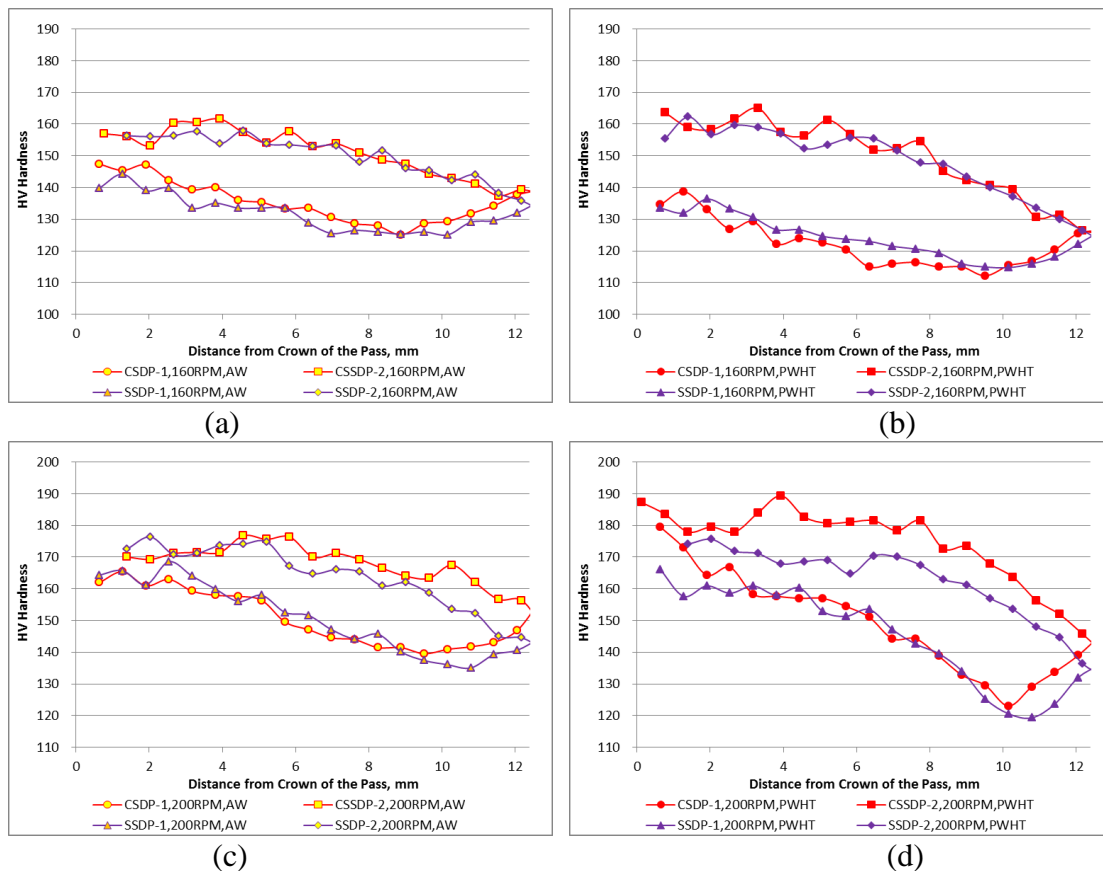 190
180
170
160
150
140
130
120
110
100
HV Hardness
0 2 4 6 8 10 12
Distance from Crown of the Pass, mm
CSDP-1,160RPM,AW CSSDP-2,160RPM,AW
SSDP-1,160RPM,AW SSDP-2,160RPM,AW
(a)
190
180
170
160
150
140
130
120
110
100
HV Hardness
0 2 4 6 8 10 12
Distance from Crown of the Pass, mm
CSDP-1,160RPM,PWHT CSSDP-2,160RPM,PWHT
SSDP-1,160RPM,PWHT SSDP-2,160RPM,PWHT
(b)
200
190
180
170
160
150
140
130
120
110
HV Hardness
0 2 4 6 8 10 12
Distance from Crown of the Pass, mm
CSDP-1,200RPM,AW CSSDP-2,200RPM,AW
SSDP-1,200RPM,AW SSDP-2,200RPM,AW
(c)
200
190
180
170
160
150
140
130
120
110
HV Hardness
0 2 4 6 8 10 12
Distance from Crown of the Pass, mm
CSDP-1,200RPM,PWHT CSSDP-2,200RPM,PWHT
SSDP-1,200RPM,PWHT SSDP-2,200RPM,PWHT
(d)